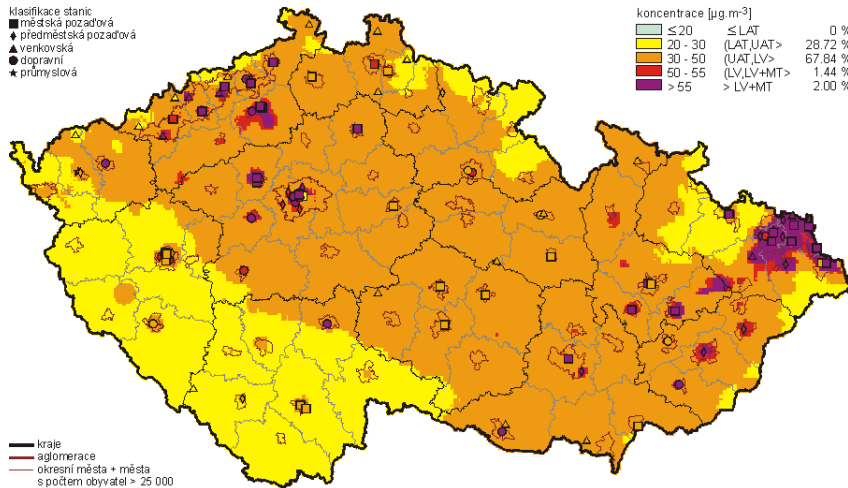 klasifikace stanic
městská pozaďová
předměstská pozaďová
venkovská
dopravní
průmyslová
koncentrace [µg.m-3]
≤20 ≤ LAT 0 %
20 - 30 (LAT,UAT> 28.72 %
30 - 50 (UAT,LV> 67.84 %
50 - 55 (LV,LV+MT> 1.44 %
> 55 > LV+MT 2.00 %
kraje
aglomerace
okresní města + města
s počtem obyvatel > 25 000